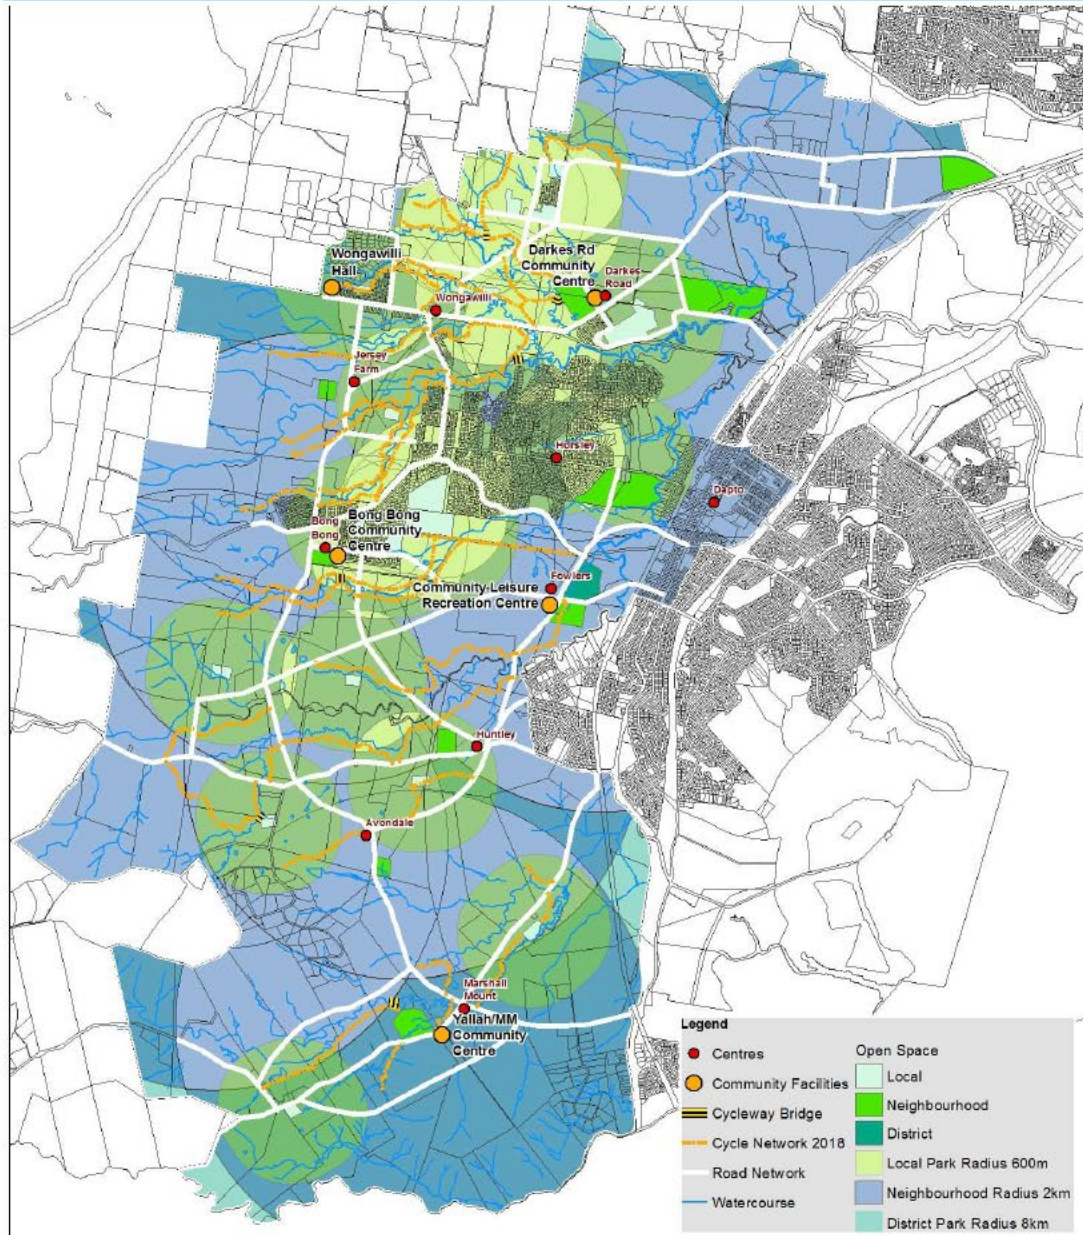 Wongawilli
Hall
Darkes Rd
Community
Centre
Darkes
Road
Wongawilli
Jersey
Farm
Horsley
Dapto
Bong
Bong
Bong Bong
Community
Centre
Fowlers
Community Leisure
Recreation Centre
Huntley
Avondale
Marshall
Mount
Yallah/MM
Community
Centre
Legend
Centres
Community Facilities
Cycleway Bridge
Cycle Network 2018
Road Network
Watercourse
Open Space
Local
Neighbourhood
District
Local Park Radius 600m
Neighbourhood Radius 2km
District Park Radius 8km